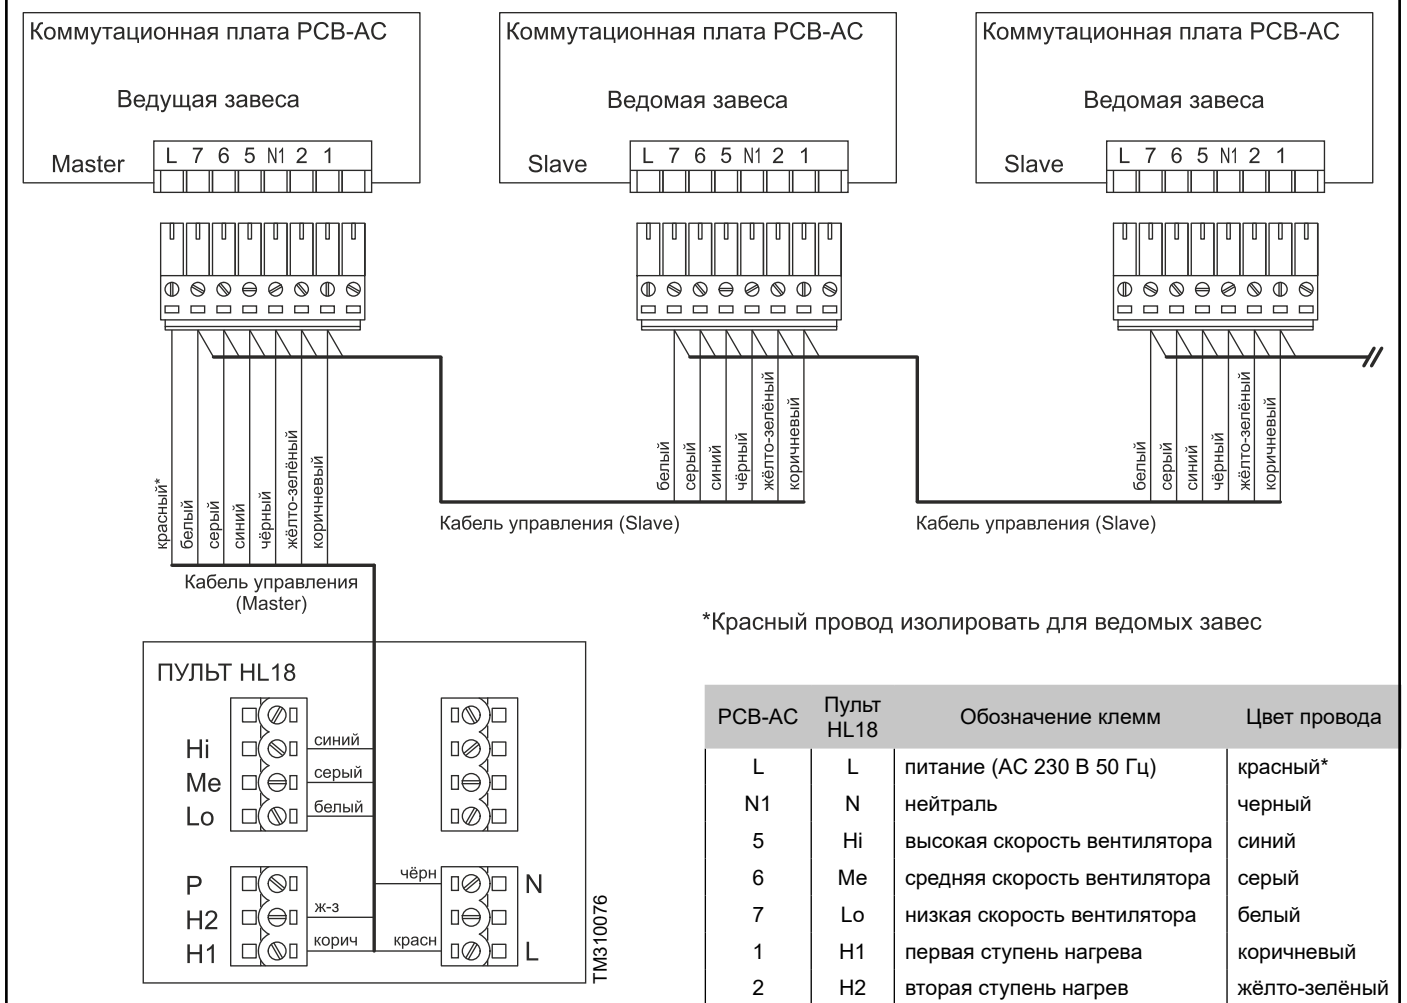 Коммутационная плата PCB-AC
Ведущая завеса
Master
L 7 6 5 N1 2 1
Коммутационная плата PCB-AC
Ведомая завеса
Slave
L 7 6 5 N1 2 1
Коммутационная плата PCB-AC
Ведомая завеса
Slave
L 7 6 5 N1 2 1
красный*
белый
серый
синий
чёрный
жёлто-зелёный
коричневый
белый
серый
синий
чёрный
жёлто-зелёный
коричневый
белый
серый
синий
чёрный
жёлто-зелёный
коричневый
Кабель управления (Slave)
Кабель управления (Slave)
Кабель управления
(Master)
*Красный провод изолировать для ведомых завес
ПУЛЬТ HL18
Hi
синий
Me
серый
Lo
белый
P
чёрн
N
H2
ж-з
H1
корич
красн
L
TM310076
PCB-AC Пульт HL18 Обозначение клемм Цвет провода
L L питание (AC 230 В 50 Гц) красный*
N1 N нейтраль черный
5 Hi высокая скорость вентилятора синий
6 Me средняя скорость вентилятора серый
7 Lo низкая скорость вентилятора белый
1 H1 первая ступень нагрева коричневый
2 H2 вторая ступень нагрев жёлто-зелёный